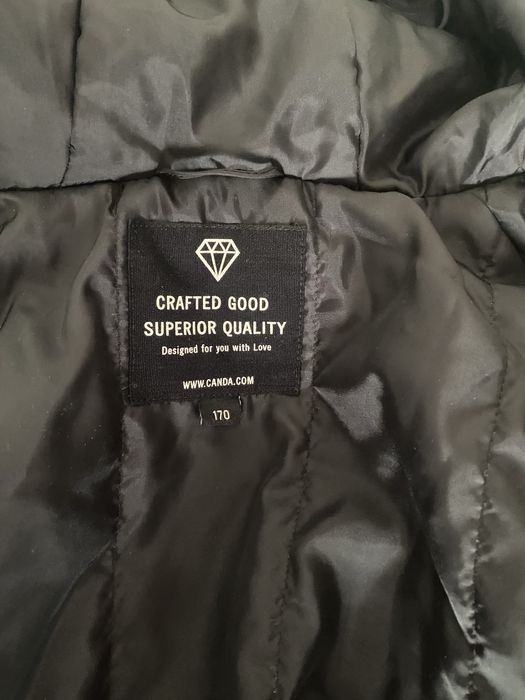 CRAFTED GOOD
SUPERIOR QUALITY
Designed for you with Love
WWW.CANDA.COM
170